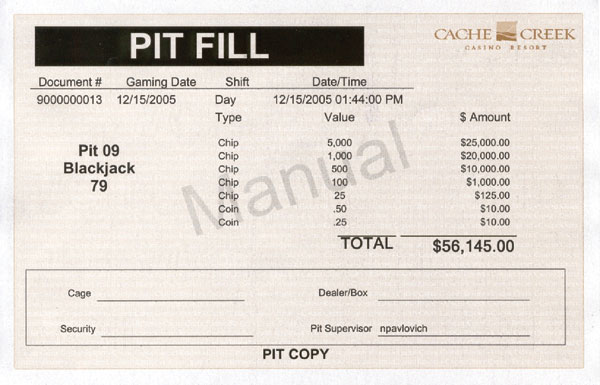 PIT FILL
CACHE CREEK
CASINO RESORT
Document # Gaming Date Shift Date/Time
9000000013 12/15/2005 Day 12/15/2005 01:44:00 PM
Type Value $ Amount
Pit 09
Blackjack
79
Chip 5,000 $25,000.00
Chip 1,000 $20,000.00
Chip 500 $10,000.00
Chip 100 $1,000.00
Chip 25 $125.00
Coin .50 $10.00
Coin .25 $10.00
Manual
TOTAL $56,145.00
Cage Dealer/Box
Security Pit Supervisor npavlovich
PIT COPY